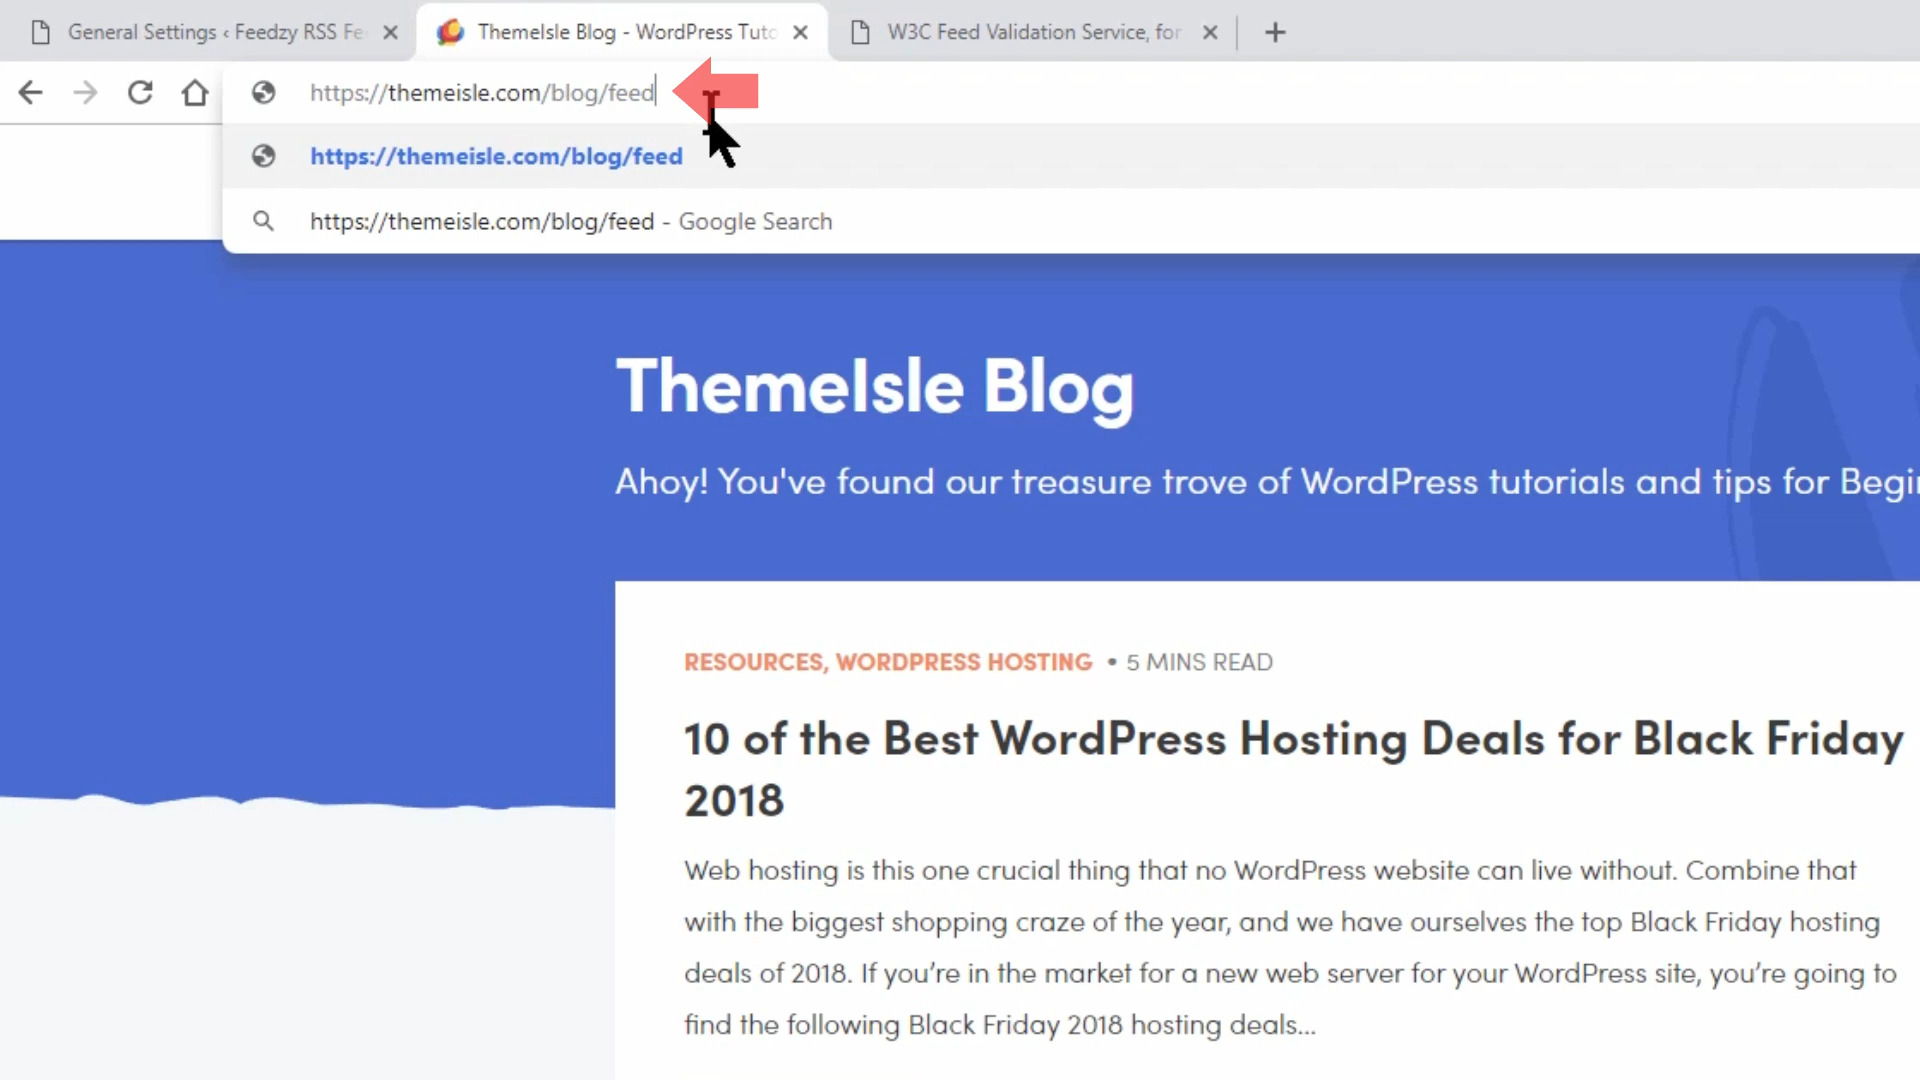 General Settings ‹ Feedzy RSS Fe
ThemeIsle Blog - WordPress Tuto
W3C Feed Validation Service, for
https://themeisle.com/blog/feed
https://themeisle.com/blog/feed
https://themeisle.com/blog/feed - Google Search
ThemeIsle Blog
Ahoy! You've found our treasure trove of WordPress tutorials and tips for Begi
RESOURCES, WORDPRESS HOSTING • 5 MINS READ
10 of the Best WordPress Hosting Deals for Black Friday
2018
Web hosting is this one crucial thing that no WordPress website can live without. Combine that
with the biggest shopping craze of the year, and we have ourselves the top Black Friday hosting
deals of 2018. If you’re in the market for a new web server for your WordPress site, you’re going to
find the following Black Friday 2018 hosting deals...